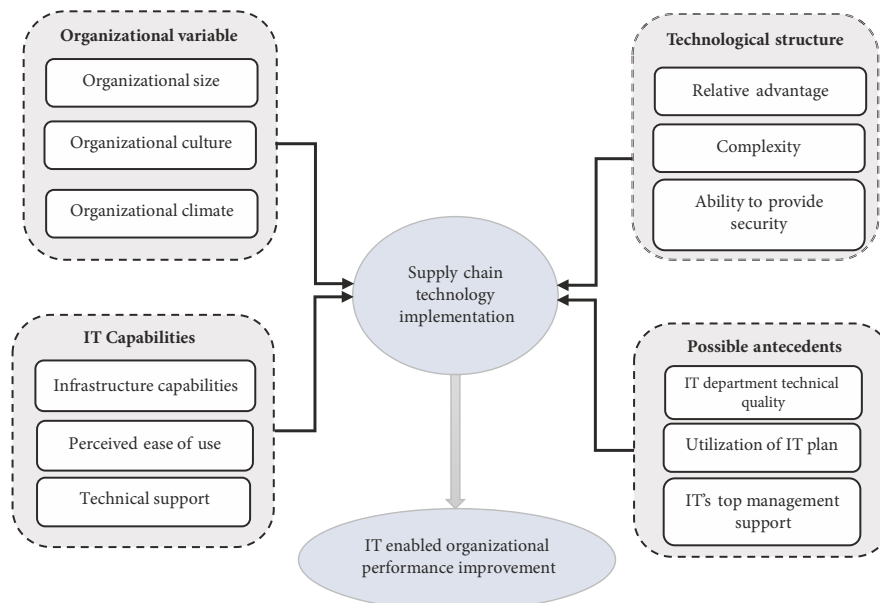 Organizational variable
Organizational size
Organizational culture
Organizational climate
Technological structure
Relative advantage
Complexity
Ability to provide
security
Supply chain
technology
implementation
IT Capabilities
Infrastructure capabilities
Perceived ease of use
Technical support
Possible antecedents
IT department technical
quality
Utilization of IT plan
IT's top management
support
IT enabled organizational
performance improvement